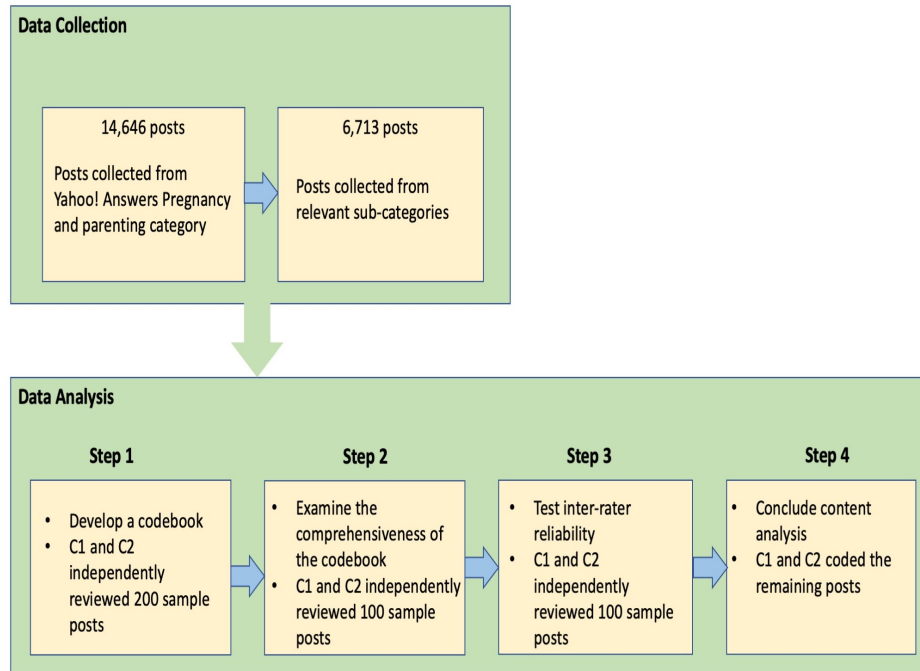 Data Collection
14,646 posts
Posts collected from
Yahoo! Answers Pregnancy
and parenting category
6,713 posts
Posts collected from
relevant sub-categories
Data Analysis
Step 1
• Develop a codebook
• C1 and C2
independently
reviewed 200 sample
posts
Step 2
• Examine the
comprehensiveness of
the codebook
• C1 and C2 independently
reviewed 100 sample
posts
Step 3
• Test inter-rater
reliability
• C1 and C2
independently
reviewed 100 sample
posts
Step 4
• Conclude content
analysis
• C1 and C2 coded the
remaining posts